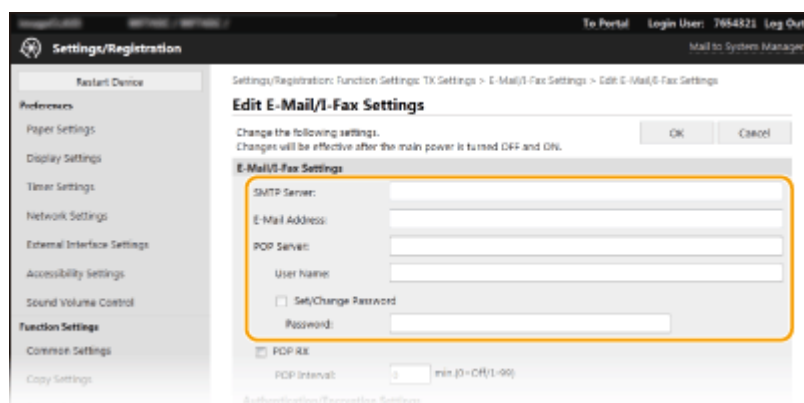 To Portal Login User: 7654321 Log Out
Settings/Registration
Mail to System Manager
Restart Device
Preferences
Paper Settings
Display Settings
Timer Settings
Network Settings
External Interface Settings
Accessibility Settings
Sound Volume Control
Function Settings
Common Settings
Copy Settings
Settings/Registration: Function Settings: TX Settings > E-Mail/I-Fax Settings > Edit E-Mail/I-Fax Settings
Edit E-Mail/I-Fax Settings
Change the following settings.
Changes will be effective after the main power is turned OFF and ON.
OK Cancel
E-Mail/I-Fax Settings
SMTP Server:
E-Mail Address:
POP Server:
User Name:
Set/Change Password
Password:
POP RX
POP Interval: 0 min.(0=Off/1-99)
Authentication/Encryption Settings